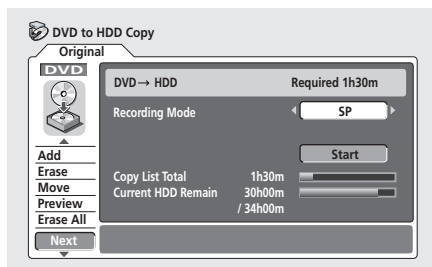 DVD to HDD Copy
Original
DVD
DVD→ HDD Required 1h30m
Recording Mode SP
Start
Add
Erase
Move
Preview
Erase All
Next
Copy List Total 1h30m
Current HDD Remain 30h00m
/ 34h00m